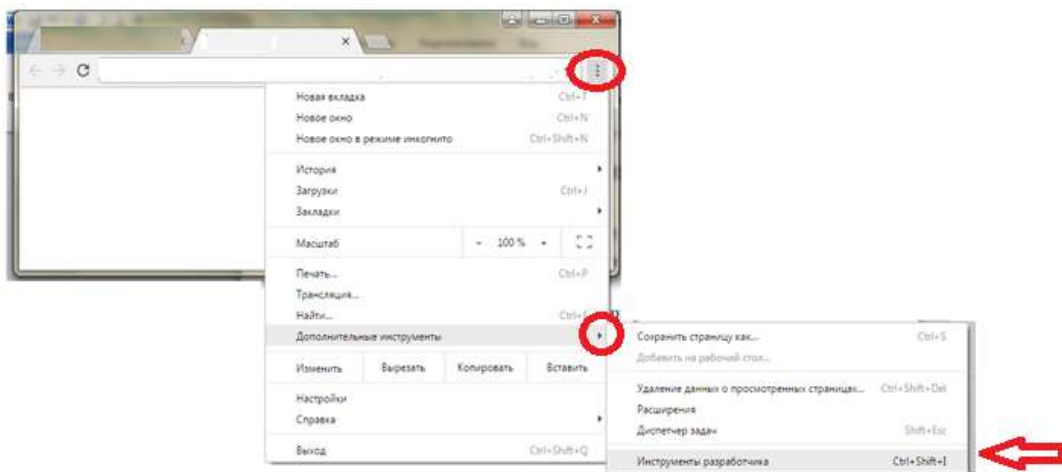 Новая вкладка Ctrl+T
Новое окно Ctrl+N
Новое окно в режиме инкогнито Ctrl+Shift+N
История
Загрузки Ctrl+J
Закладки
Масштаб - 100 % +
Печать... Ctrl+P
Трансляция...
Найти... Ctrl+F
Дополнительные инструменты
Изменить Вырезать Копировать Вставить
Настройки
Справка
Выход Ctrl+Shift+Q
Сохранить страницу как... Ctrl+S
Добавить на рабочий стол...
Удаление данных о просмотренных страницах... Ctrl+Shift+Del
Расширения
Диспетчер задач Shift+Esc
Инструменты разработчика Ctrl+Shift+I